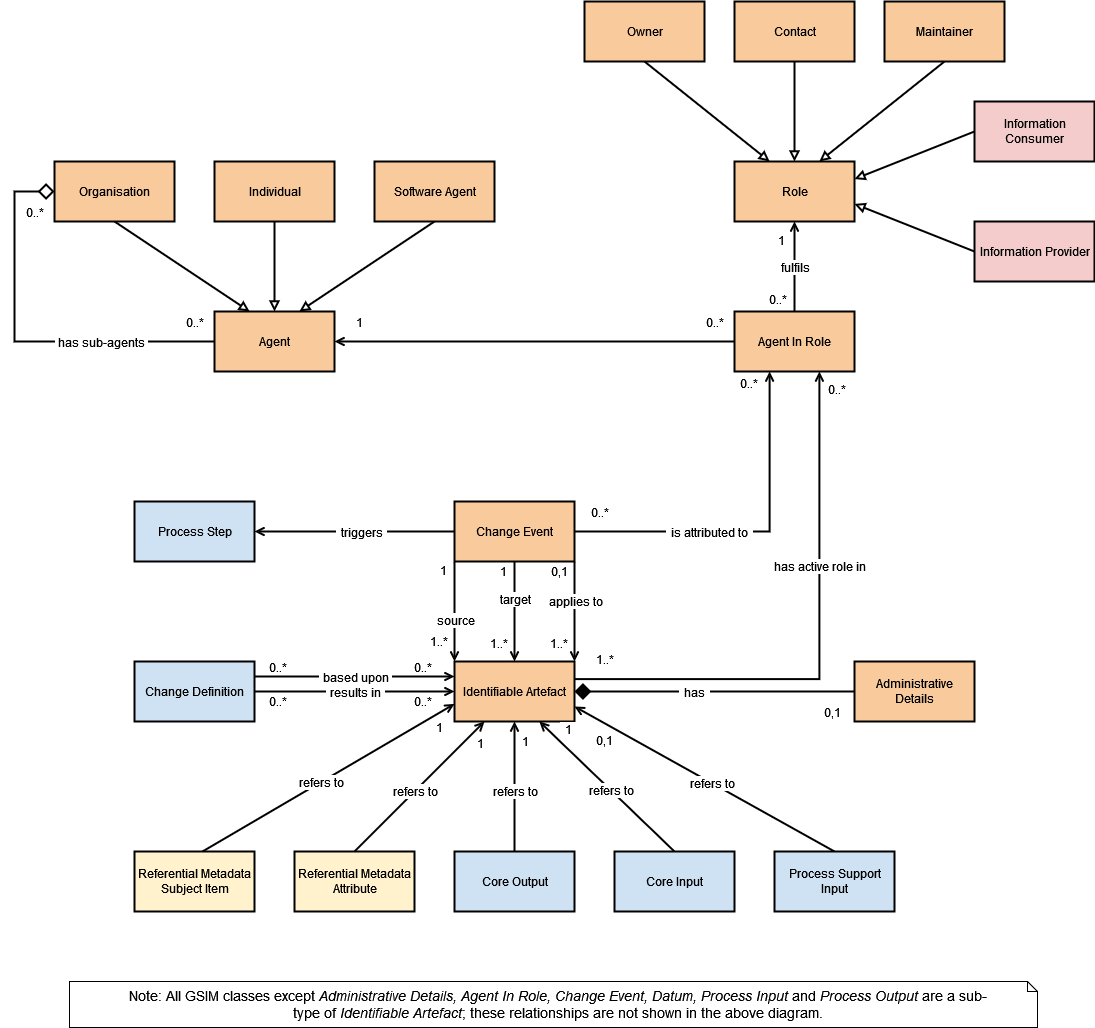 Owner
Contact
Maintainer
Information
Consumer
Organisation
Individual
Software Agent
Role
0..*
1
Information Provider
fulfils
0..*
0..*
1
0..*
has sub-agents
Agent
Agent In Role
0..*
0..*
Process Step
triggers
Change Event
0..*
is attributed to
has active role in
1
1
0,1
target
applies to
source
1..*
1..*
1..*
1..*
0..*
0..*
based upon
Change Definition
results in
0..*
0..*
Identifiable Artefact
has
Administrative
Details
0,1
1
1
1
1
0,1
refers to
refers to
refers to
refers to
refers to
Referential Metadata
Subject Item
Referential Metadata
Attribute
Core Output
Core Input
Process Support
Input
Note: All GSIM classes except Administrative Details, Agent In Role, Change Event, Datum, Process Input and Process Output are a sub-
type of Identifiable Artefact; these relationships are not shown in the above diagram.